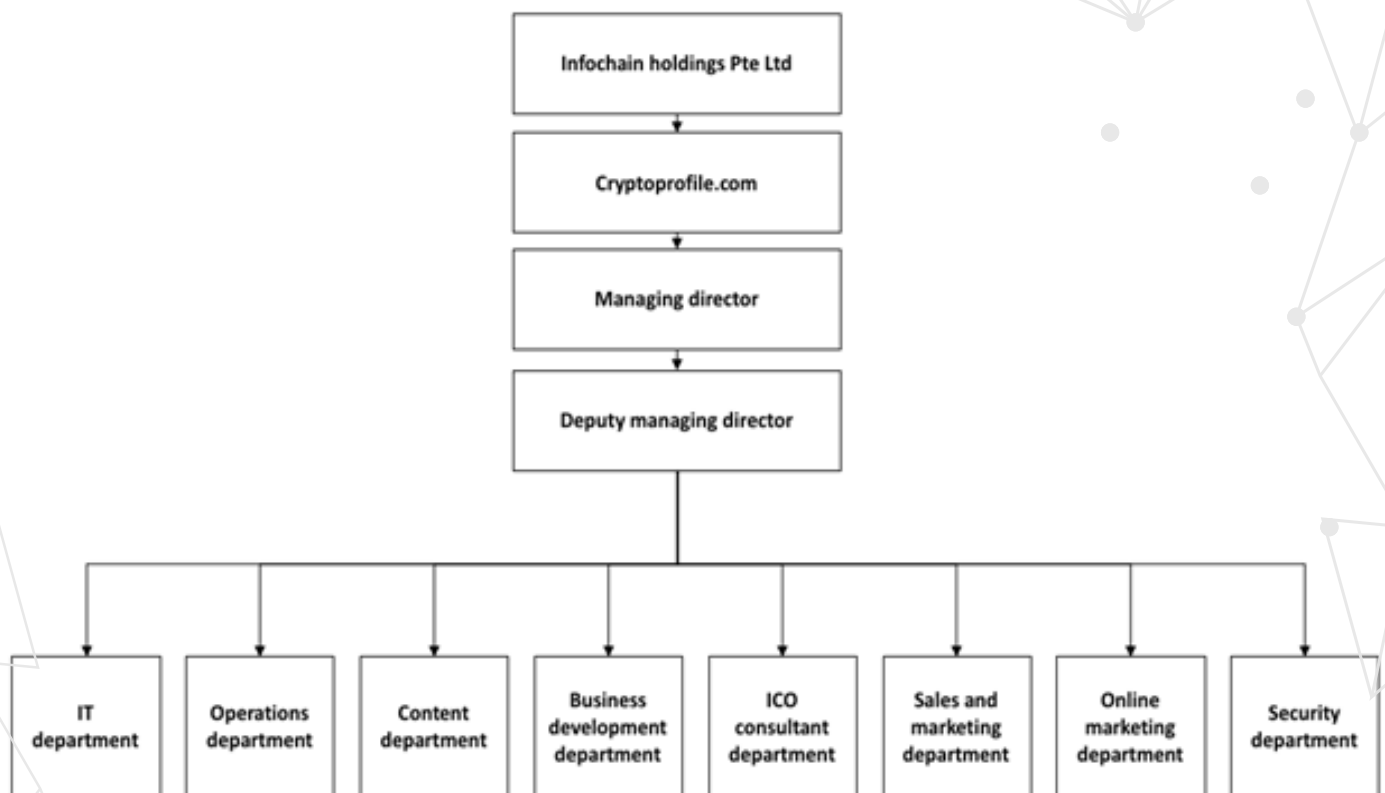 Infochain holdings Pte Ltd
Cryptoprofile.com
Managing director
Deputy managing director
IT
department
Operations
department
Content
department
Business
development
department
ICO
consultant
department
Sales and
marketing
department
Online
marketing
department
Security
department